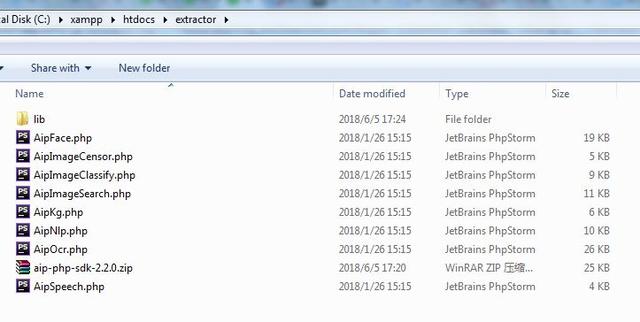 cal Disk (C:) ▸ xampp ▸ htdocs ▸ extractor ▸
Share with ▾ New folder
Name Date modified Type Size
lib 2018/6/5 17:24 File folder
AipFace.php 2018/1/26 15:15 JetBrains PhpStorm 19 KB
AipImageCensor.php 2018/1/26 15:15 JetBrains PhpStorm 5 KB
AipImageClassify.php 2018/1/26 15:15 JetBrains PhpStorm 9 KB
AipImageSearch.php 2018/1/26 15:15 JetBrains PhpStorm 11 KB
AipKg.php 2018/1/26 15:15 JetBrains PhpStorm 6 KB
AipNlp.php 2018/1/26 15:15 JetBrains PhpStorm 10 KB
AipOcr.php 2018/1/26 15:15 JetBrains PhpStorm 26 KB
aip-php-sdk-2.2.0.zip 2018/6/5 17:20 WinRAR ZIP 压缩... 25 KB
AipSpeech.php 2018/1/26 15:15 JetBrains PhpStorm 4 KB